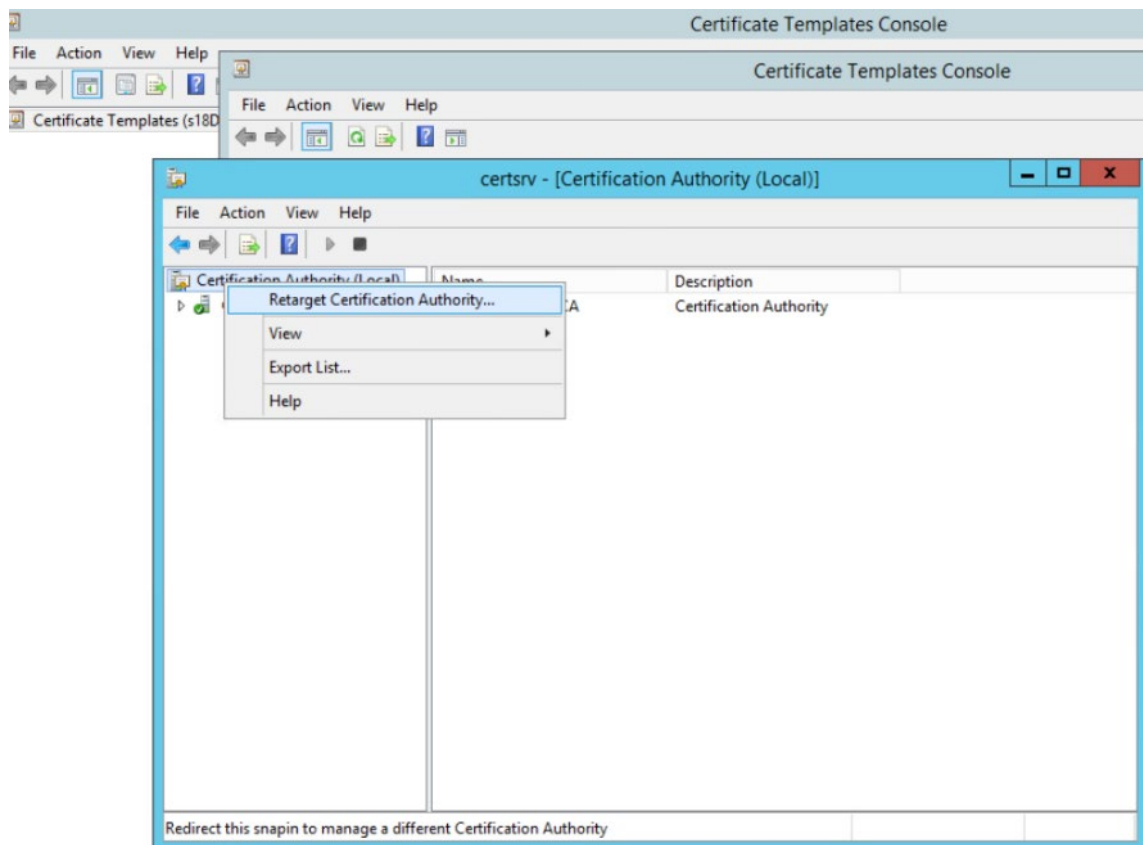 Certificate Templates Console
File Action View Help
Certificate Templates (s18D
Certificate Templates Console
File Action View Help
certsrv - [Certification Authority (Local)]
File Action View Help
Certification Authority (Local)
Name Description
CA Certification Authority
Retarget Certification Authority...
View
Export List...
Help
Redirect this snapin to manage a different Certification Authority